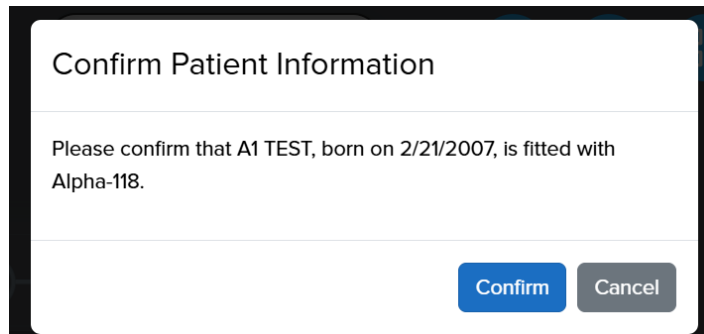 Confirm Patient Information
Please confirm that A1 TEST, born on 2/21/2007, is fitted with
Alpha-118.
Confirm Cancel